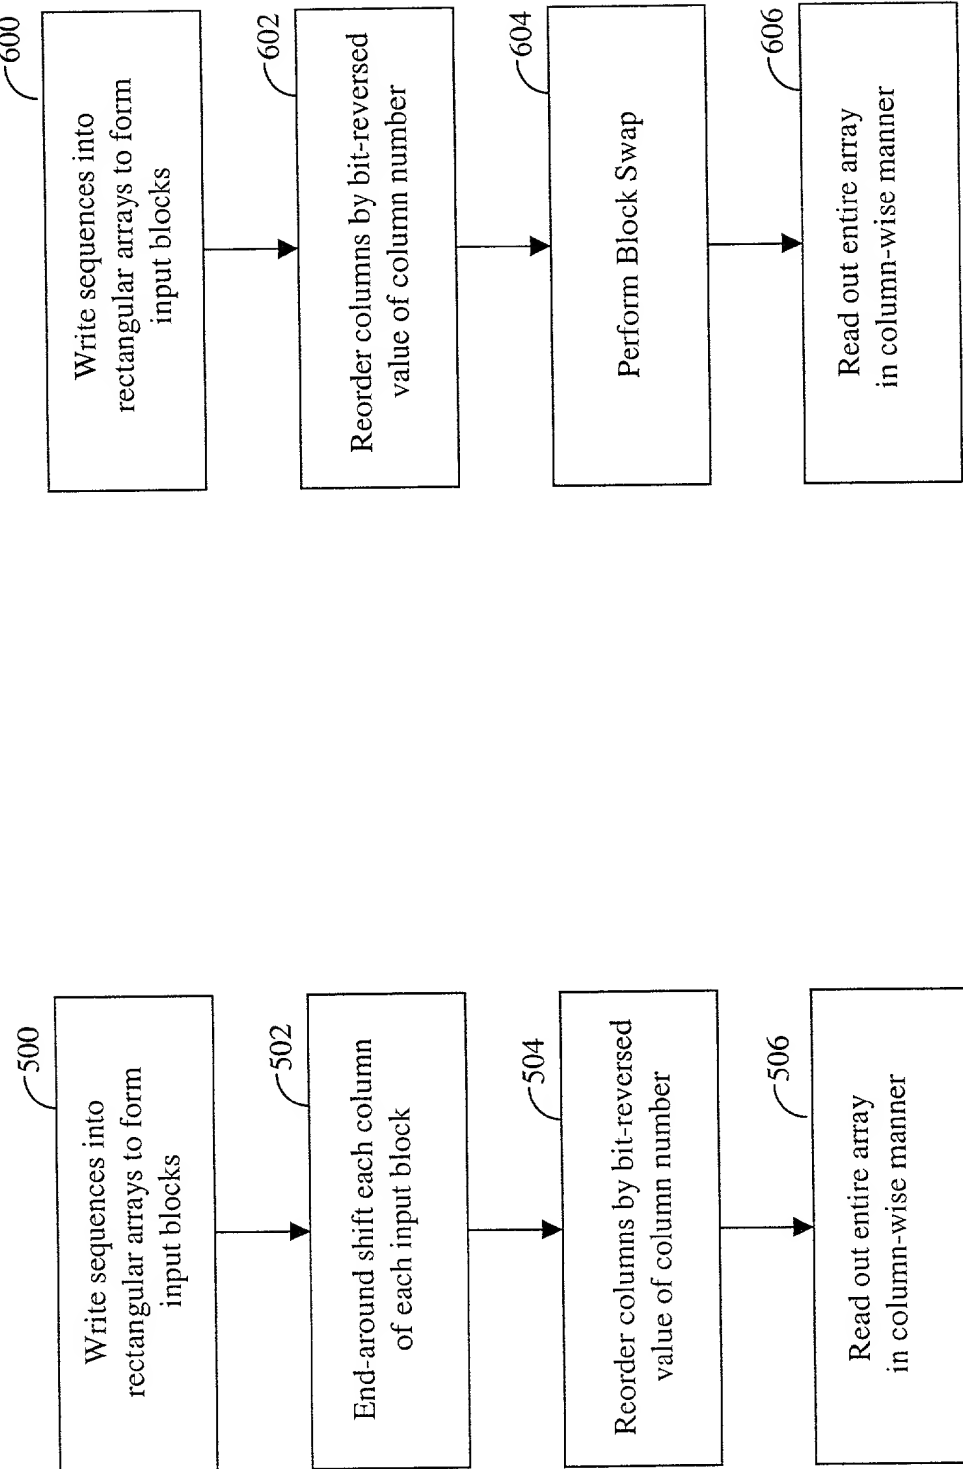 500
Write sequences into
rectangular arrays to form
input blocks
502
End-around shift each column
of each input block
504
Reorder columns by bit-reversed
value of column number
506
Read out entire array
in column-wise manner
600
Write sequences into
rectangular arrays to form
input blocks
602
Reorder columns by bit-reversed
value of column number
604
Perform Block Swap
606
Read out entire array
in column-wise manner